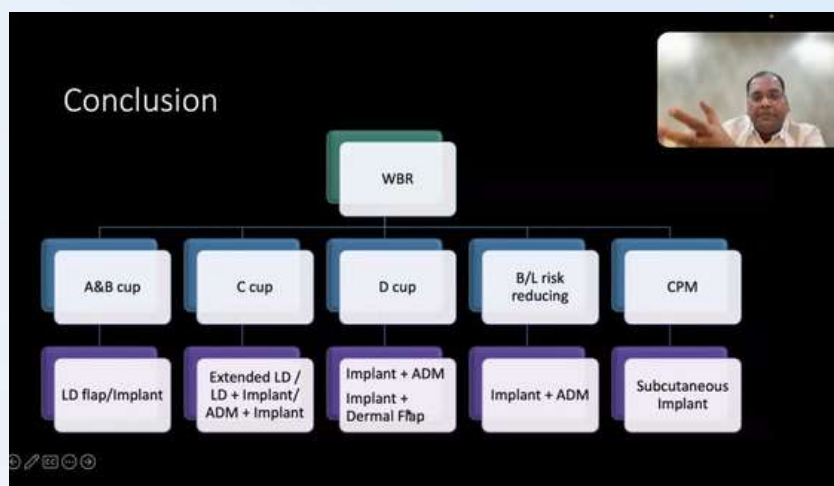 Conclusion
WBR
A&B cup
C cup
D cup
B/L risk
reducing
CPM
LD flap/Implant
Extended LD /
LD + Implant/
ADM + Implant
Implant + ADM
Implant +
Dermal Flap
Implant + ADM
Subcutaneous
Implant